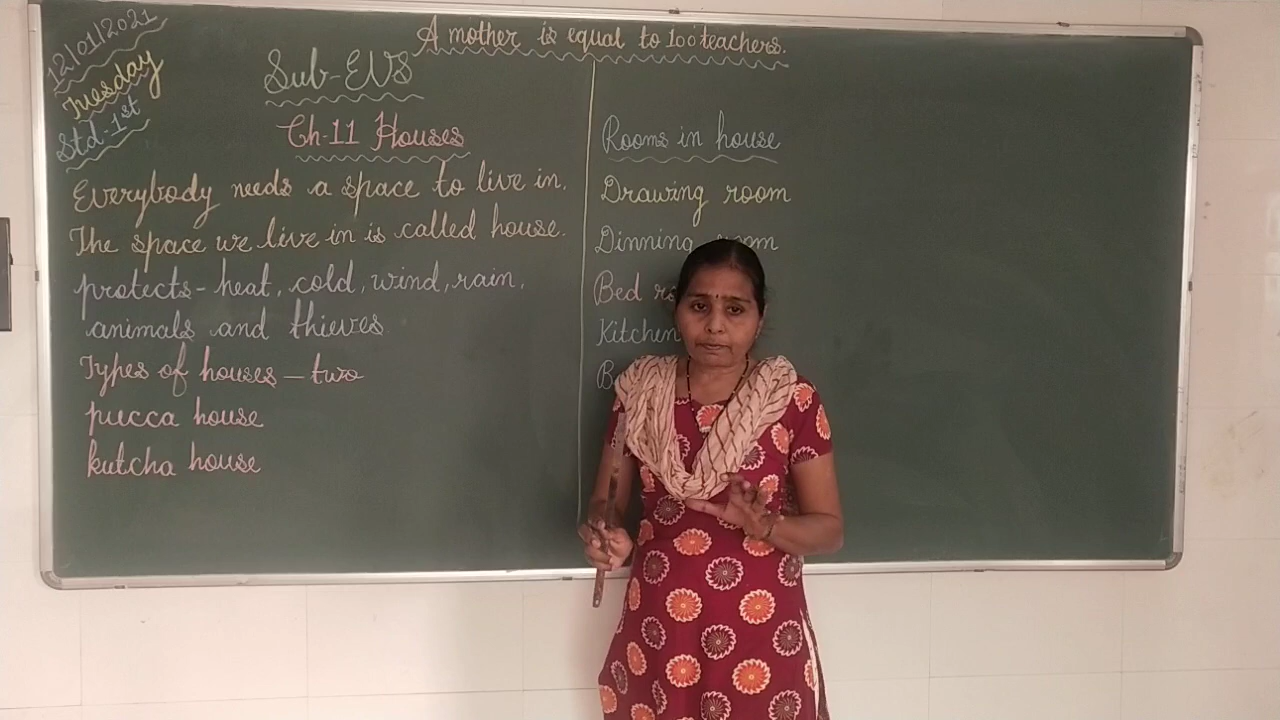 12/01/2021
Tuesday
Std-1st
A mother is equal to 100 teachers.
Sub-EVS
Ch-11 Houses
Everybody needs a space to live in.
The space we live in is called house.
protects- heat, cold, wind, rain,
animals and thieves
Types of houses - two
pucca house
kutcha house
Rooms in house
Drawing room
Dinning room
Bed
Kitchen